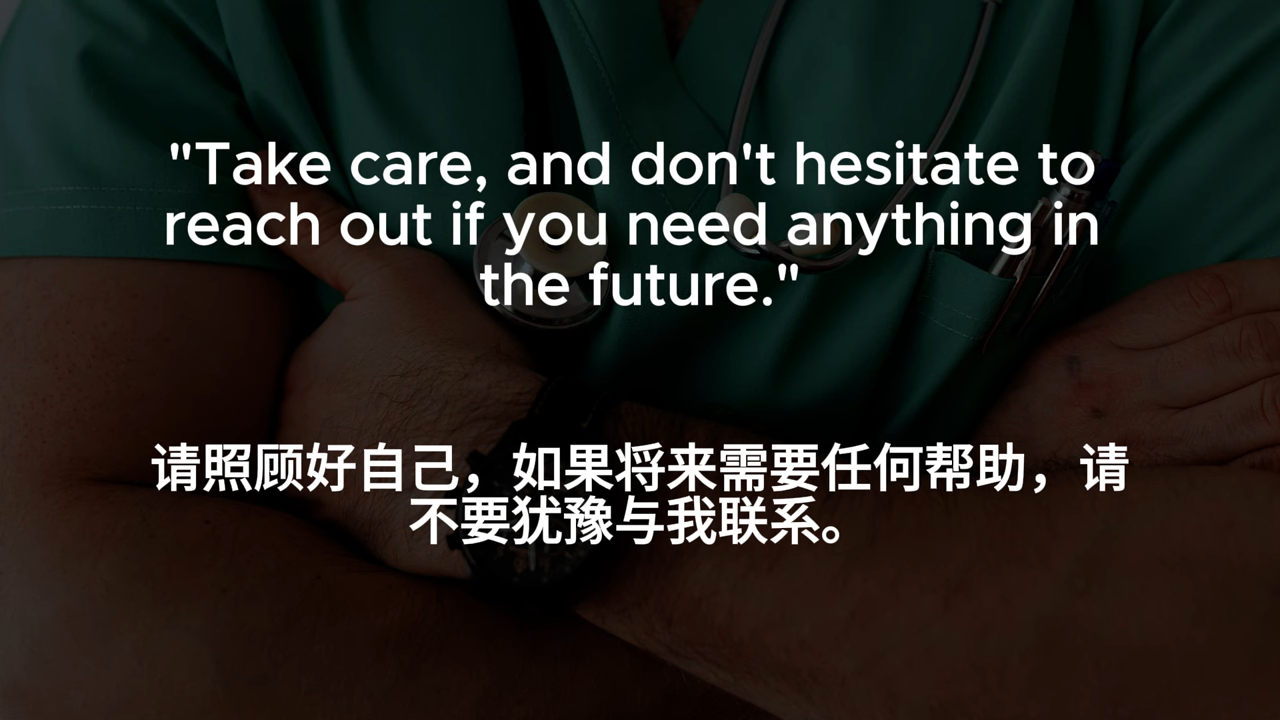 "Take care, and don't hesitate to
reach out if you need anything in
the future."
请照顾好自己，如果将来需要任何帮助，请
不要犹豫与我联系。